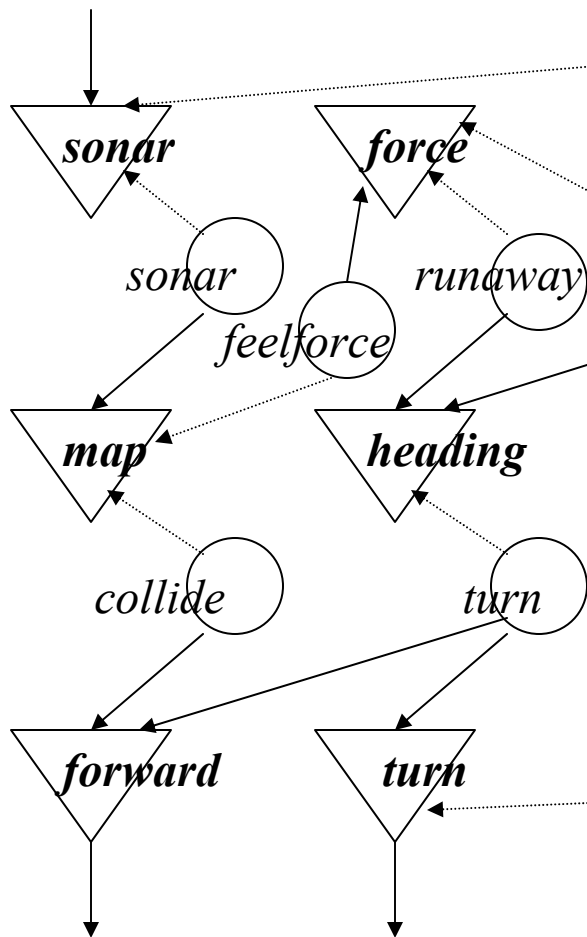 sonar
force
sonar
runaway
feelforce
map
heading
collide
turn
forward
turn